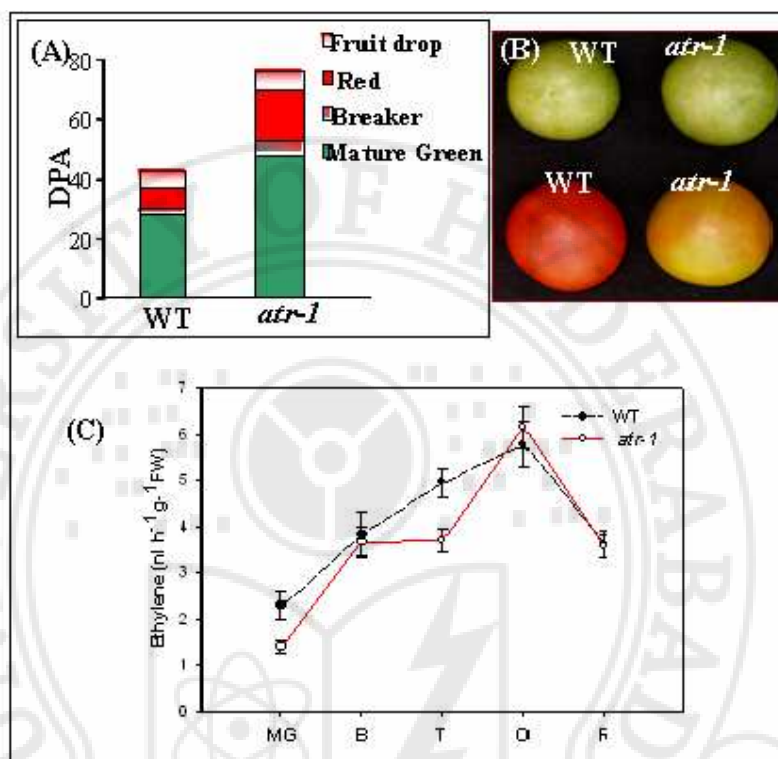 (A)
80
60
40
20
0
DPA
WT
atr-1
Fruit drop
Red
Breaker
Mature Green
(B)
WT
atr-1
WT
atr-1
(C)
7
6
5
4
3
2
1
0
Ethylene (nl h-1 g-1 FW)
WT
atr-1
MG
B
T
O
R